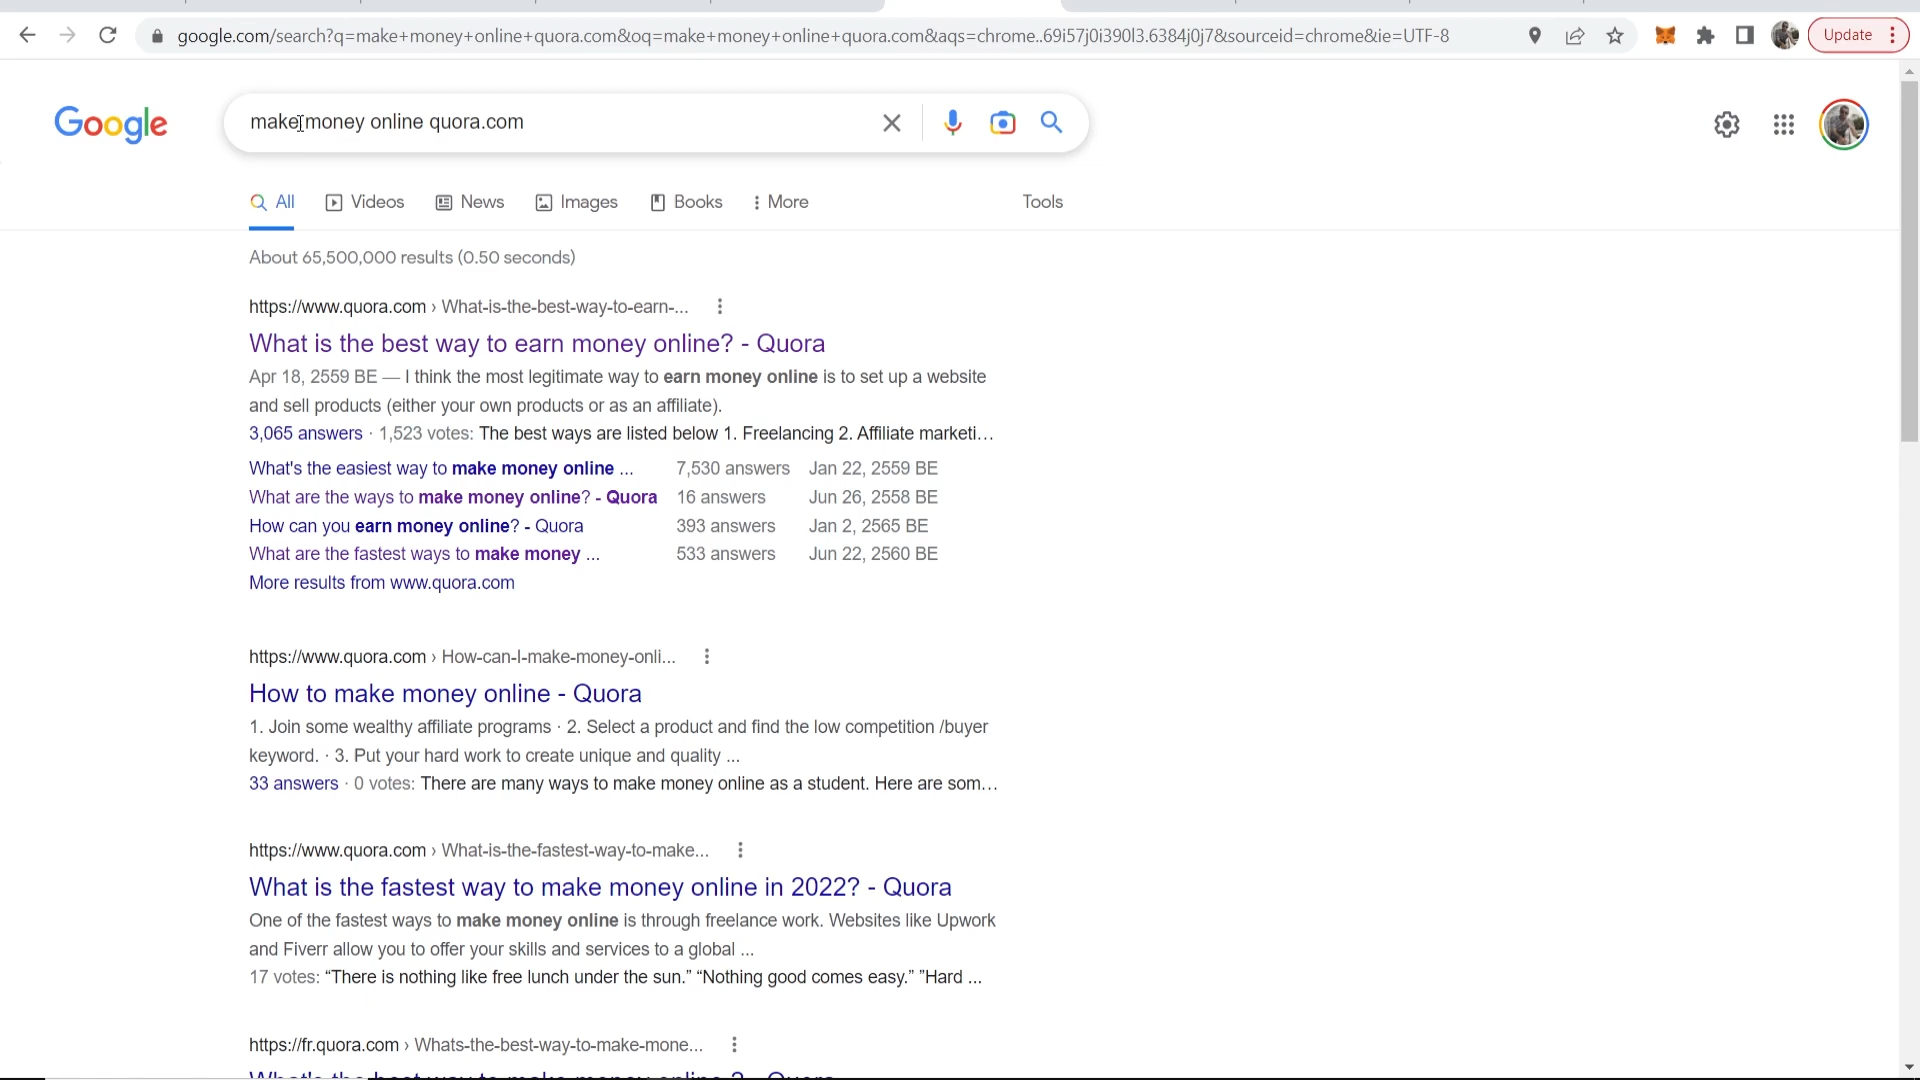 google.com/search?q=make+money+online+quora.com&oq=make+money+online+quora.com&aqs=chrome..69i57j0i390l3.6384j0j7&sourceid=chrome&ie=UTF-8
Update
Google
make money online quora.com
All
Videos
News
Images
Books
More
Tools
About 65,500,000 results (0.50 seconds)
https://www.quora.com › What-is-the-best-way-to-earn-...
What is the best way to earn money online? - Quora
Apr 18, 2559 BE — I think the most legitimate way to earn money online is to set up a website
and sell products (either your own products or as an affiliate).
3,065 answers · 1,523 votes: The best ways are listed below 1. Freelancing 2. Affiliate marketi...
What's the easiest way to make money online ... 7,530 answers Jan 22, 2559 BE
What are the ways to make money online? - Quora 16 answers Jun 26, 2558 BE
How can you earn money online? - Quora 393 answers Jan 2, 2565 BE
What are the fastest ways to make money ... 533 answers Jun 22, 2560 BE
More results from www.quora.com
https://www.quora.com › How-can-I-make-money-onli...
How to make money online - Quora
1. Join some wealthy affiliate programs · 2. Select a product and find the low competition /buyer
keyword. · 3. Put your hard work to create unique and quality ...
33 answers · 0 votes: There are many ways to make money online as a student. Here are som...
https://www.quora.com › What-is-the-fastest-way-to-make...
What is the fastest way to make money online in 2022? - Quora
One of the fastest ways to make money online is through freelance work. Websites like Upwork
and Fiverr allow you to offer your skills and services to a global ...
17 votes: “There is nothing like free lunch under the sun.” “Nothing good comes easy.” ”Hard ...
https://fr.quora.com › Whats-the-best-way-to-make-mone...
What's the best way to make money online ? - Quora